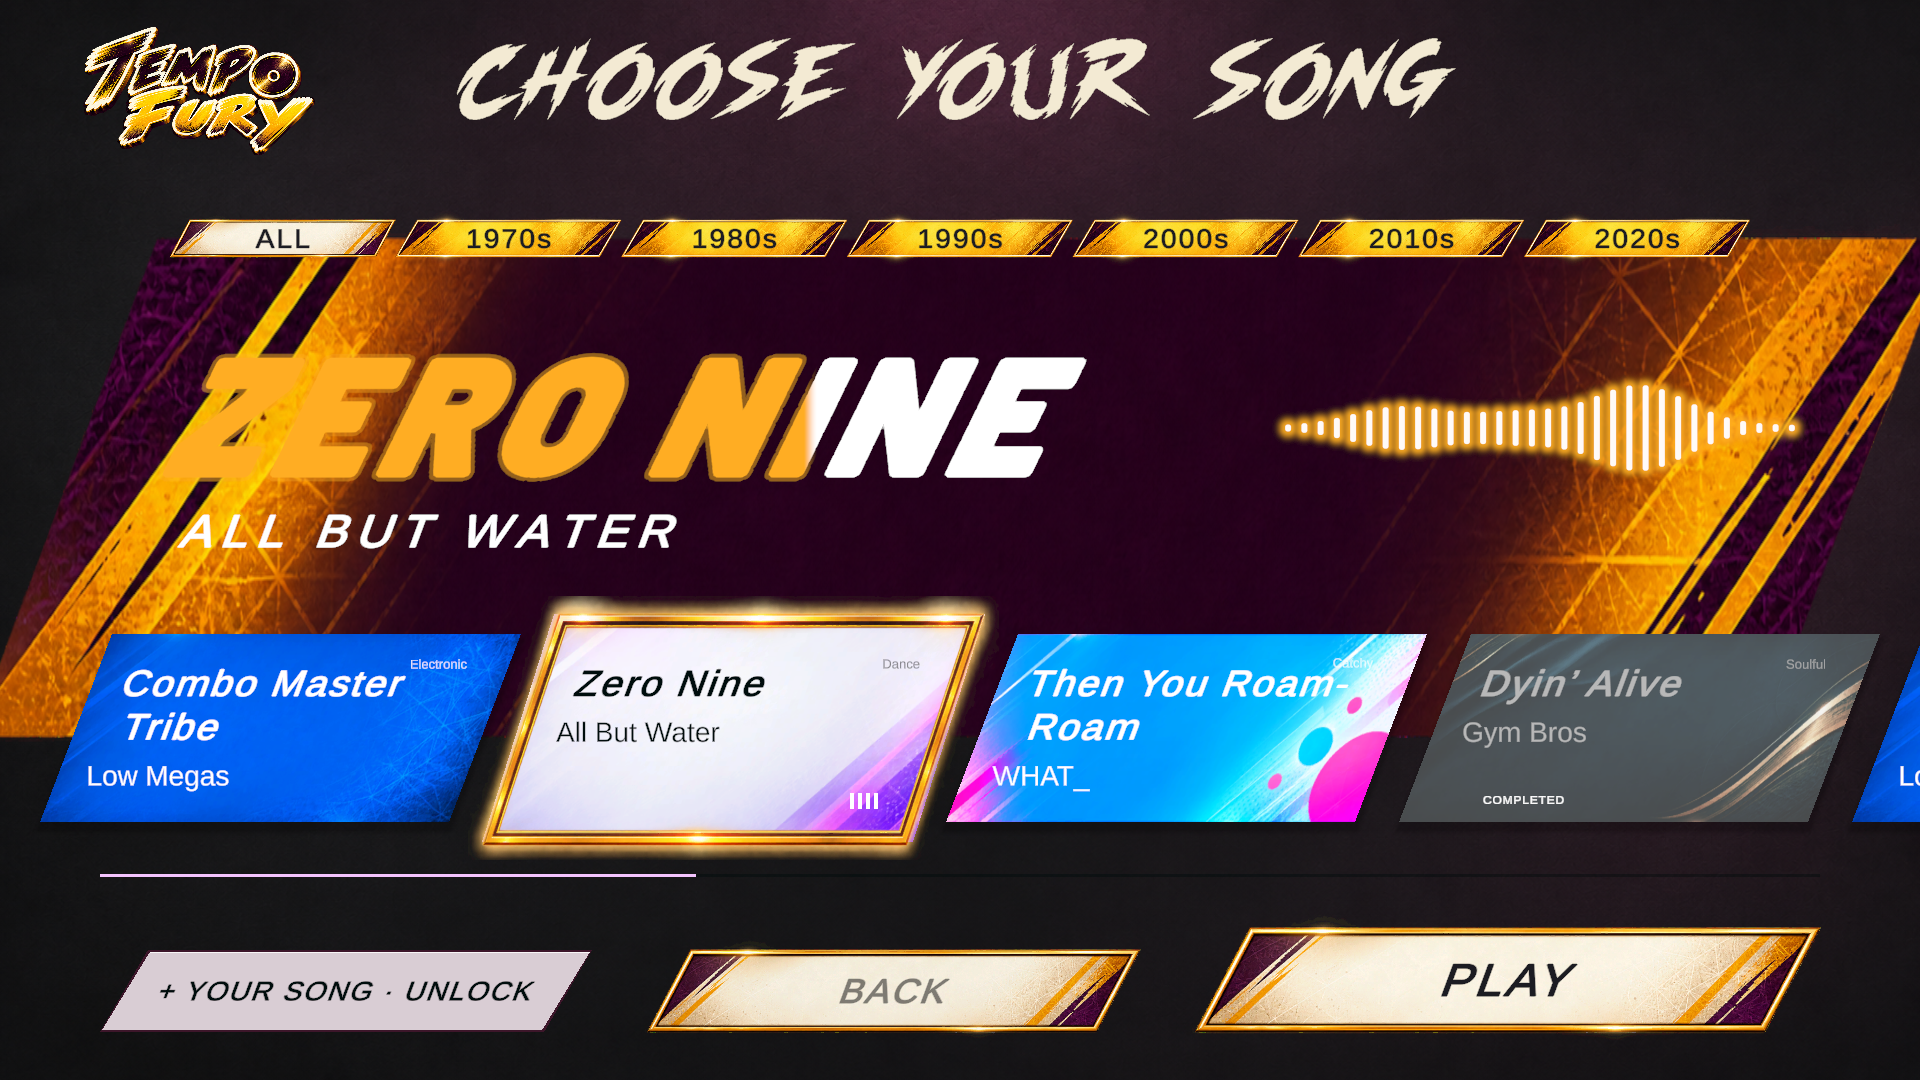 TEMPO
FURY
CHOOSE YOUR SONG
ALL
1970s
1980s
1990s
2000s
2010s
2020s
ZERO NINE
ALL BUT WATER
Electronic
Combo Master
Tribe
Low Megas
Dance
Zero Nine
All But Water
Catchy
Then You Roam-
Roam
WHAT_
Soulful
Dyin’ Alive
Gym Bros
COMPLETED
+ YOUR SONG · UNLOCK
BACK
PLAY